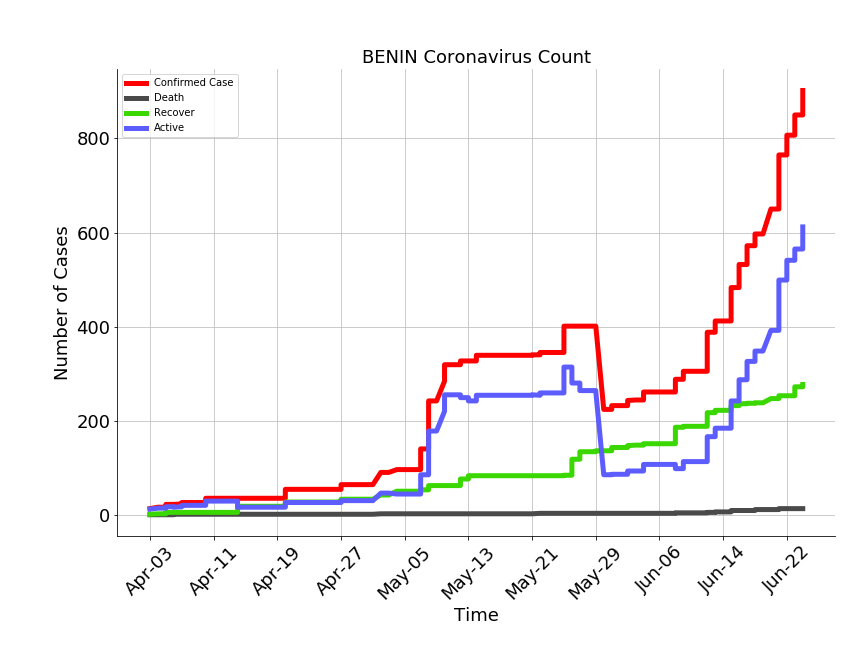 BENIN Coronavirus Count
Confirmed Case
Death
Recover
Active
800
600
400
200
0
Number of Cases
Apr-03
Apr-11
Apr-19
Apr-27
May-05
May-13
May-21
May-29
Jun-06
Jun-14
Jun-22
Time